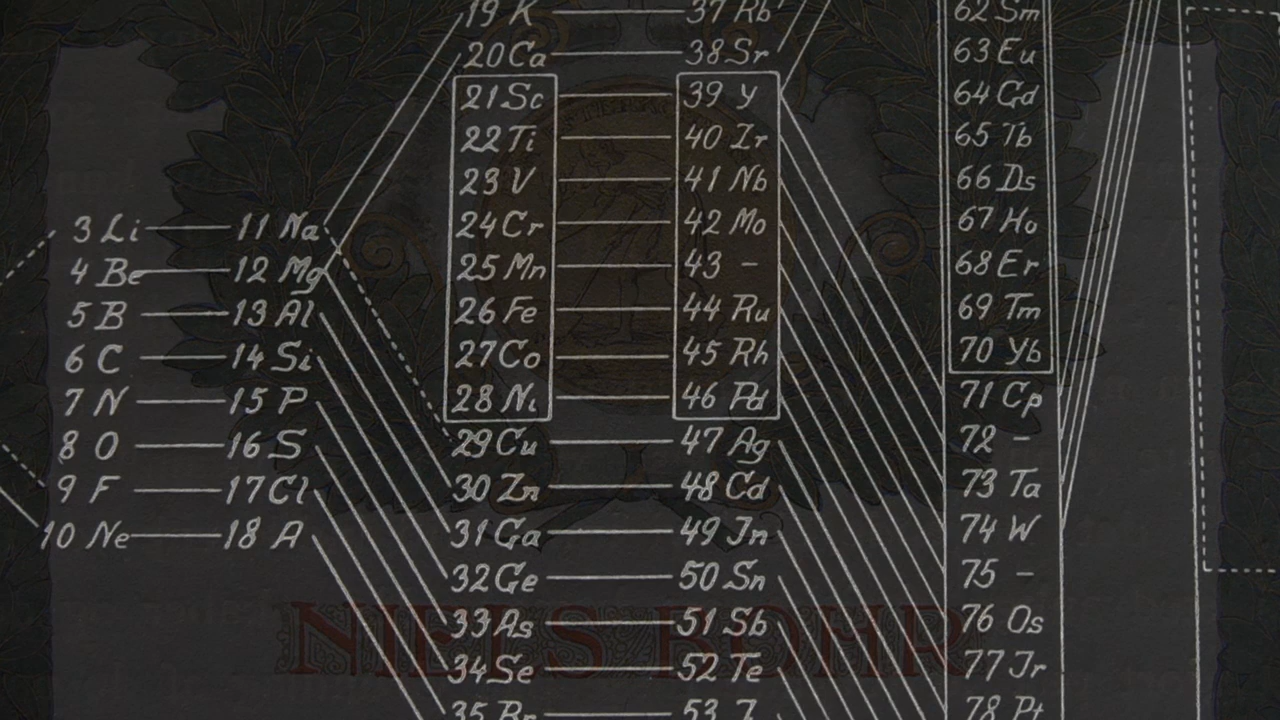 19 K 37 Rb 62 Sm
20 Ca 38 Sr 63 Eu
21 Sc 39 Y 64 Gd
22 Ti 40 Zr 65 Tb
23 V 41 Nb 66 Ds
3 Li 11 Na 24 Cr 42 Mo 67 Ho
4 Be 12 Mg 25 Mn 43 - 68 Er
5 B 13 Al 26 Fe 44 Ru 69 Tm
6 C 14 Si 27 Co 45 Rh 70 Yb
7 N 15 P 28 Ni 46 Pd 71 Cp
8 O 16 S 29 Cu 47 Ag 72 -
9 F 17 Cl 30 Zn 48 Cd 73 Ta
10 Ne 18 A 31 Ga 49 Jn 74 W
32 Ge 50 Sn 75 -
33 As 51 Sb 76 Os
34 Se 52 Te 77 Jr
35 Br 53 J 78 Pt
NIELS BOHR